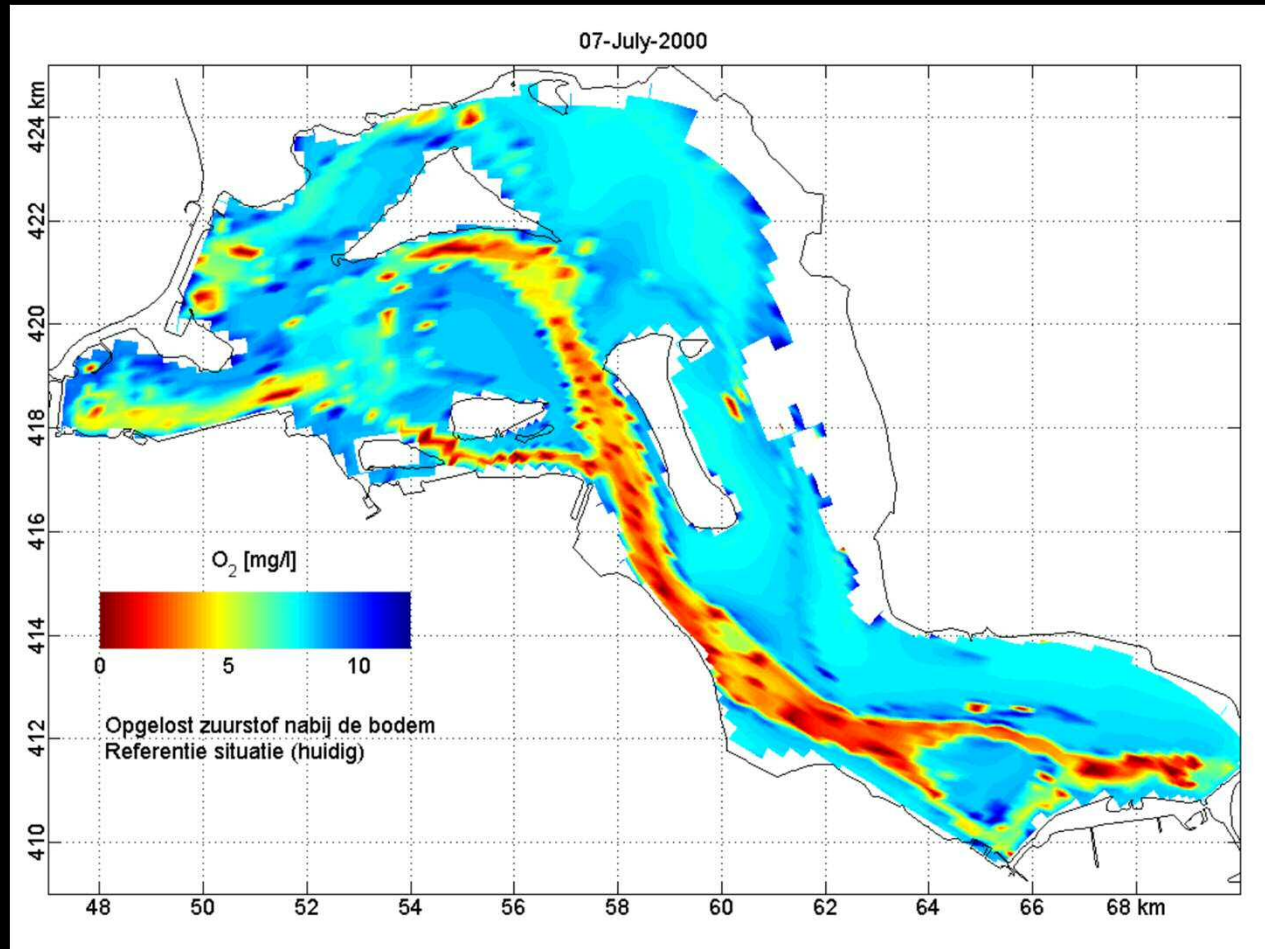 07-July-2000
424 km
422
420
418
416
414
412
410
O2 [mg/l]
0 5 10
Opgelost zuurstof nabij de bodem
Referentie situatie (huidig)
48 50 52 54 56 58 60 62 64 66 68 km